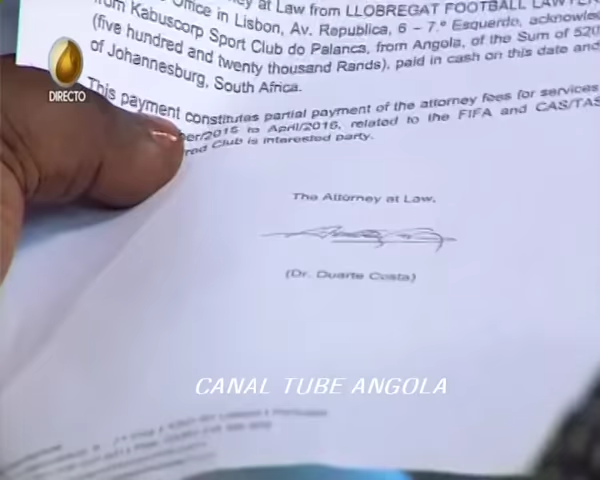 at Law from LLOBREGAT FOOTBALL
Office in Lisbon, Av. Republica, 6 – 7.º Esquerdo,
from Kabuscorp Sport Club do Palanca, from Angola, of the Sum of 520
(five hundred and twenty thousand Rands), paid in cash on this date and
of Johannesburg, South Africa.
This payment constitutes partial payment of the attorney fees for services
to April/2016, related to the FIFA and CAS/TAS
Club is interested party.
The Attorney at Law,
(Dr. Duarte Costa)
DIRECTO
CANAL TUBE ANGOLA